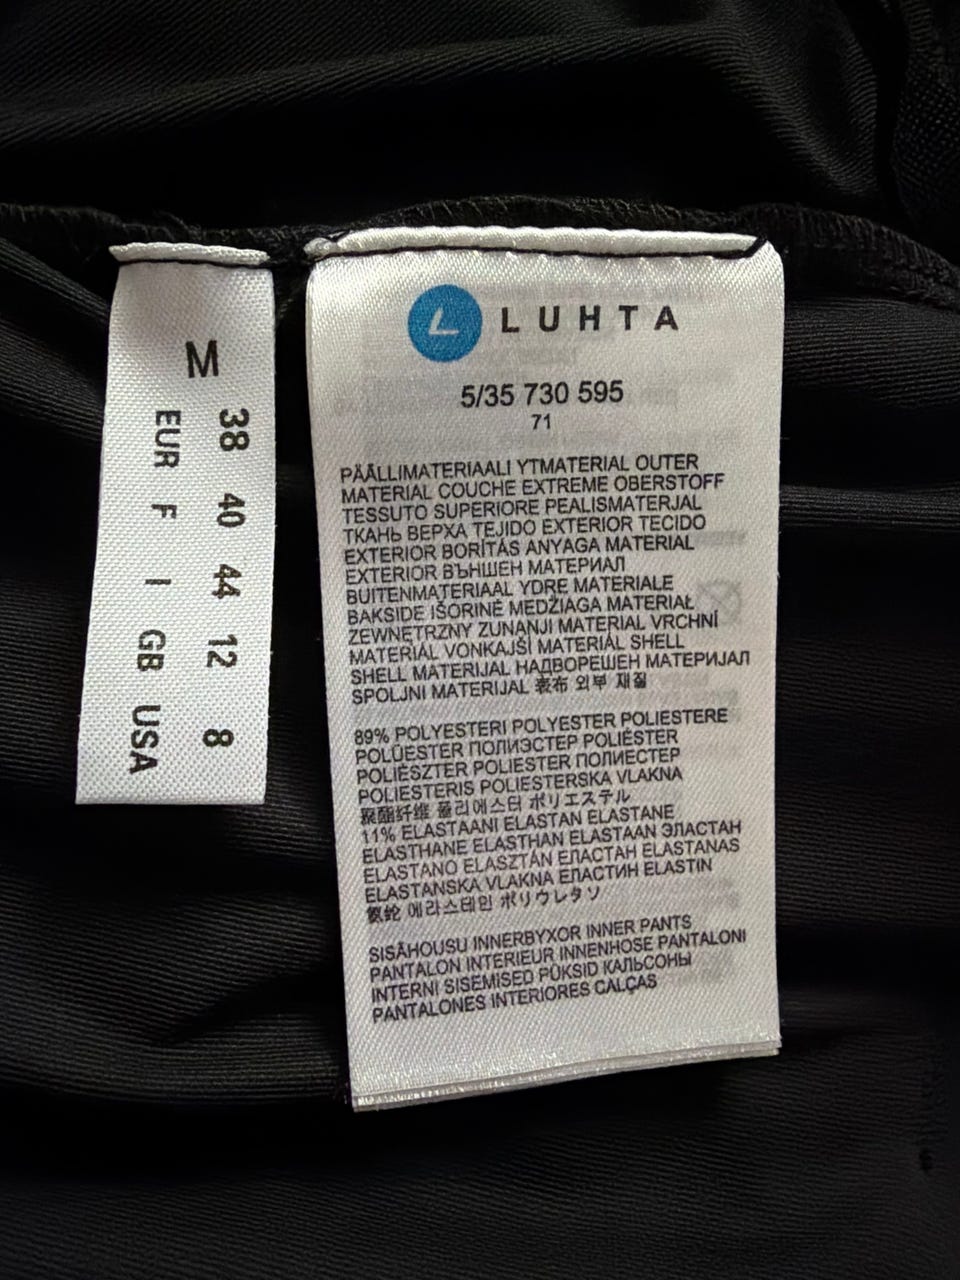 M
38 40 44 12 8
EUR F I GB USA
LUHTA
5/35 730 595
71
PÄÄLLIMATERIAALI YTMATERIAL OUTER
MATERIAL COUCHE EXTREME OBERSTOFF
TESSUTO SUPERIORE PEALISMATERJAL
ТКАНЬ ВЕРХА TEJIDO EXTERIOR TECIDO
EXTERIOR BORÍTÁS ANYAGA MATERIAL
EXTERIOR ВЪНШЕН МАТЕРИАЛ
BUITENMATERIAAL YDRE MATERIALE
BAKSIDE IŠORINĖ MEDŽIAGA MATERIAŁ
ZEWNĘTRZNY ZUNANJI MATERIAL VRCHNÍ
MATERIÁL VONKAJŠÍ MATERIÁL SHELL
SHELL MATERIJAL НАДВОРЕШЕН МАТЕРИЈАЛ
SPOLJNI MATERIJAL 表布 외부 재질
89% POLYESTERI POLYESTER POLIESTERE
POLÜESTER ПОЛИЭСТЕР POLIÉSTER
POLIÉSZTER POLIESTER ПОЛИЕСТЕР
POLIESTERIS POLIESTERSKA VLAKNA
聚酯纤维 폴리에스터 ポリエステル
11% ELASTAANI ELASTAN ELASTANE
ELASTHANE ELASTHAN ELASTAAN ЭЛАСТАН
ELASTANO ELASZTÁN ЕЛАСТАН ELASTANAS
ELASTANSKA VLAKNA ЕЛАСТИН ELASTIN
氨纶 에라스테인 ポリウレタン
SISÄHOUSU INNERBYXOR INNER PANTS
PANTALON INTERIEUR INNENHOSE PANTALONI
INTERNI SISEMISED PÜKSID КАЛЬСОНЫ
PANTALONES INTERIORES CALÇAS